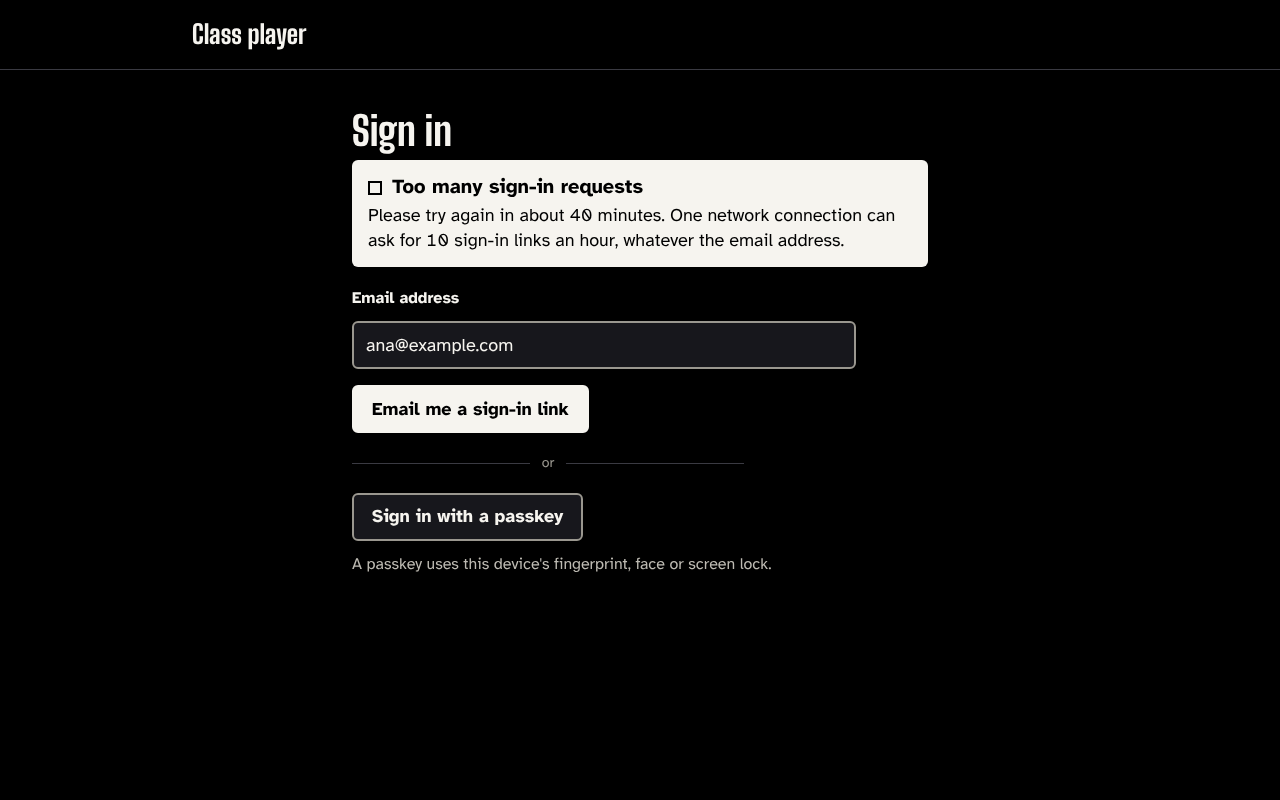 Class player
Sign in
Too many sign-in requests
Please try again in about 40 minutes. One network connection can
ask for 10 sign-in links an hour, whatever the email address.
Email address
ana@example.com
Email me a sign-in link
or
Sign in with a passkey
A passkey uses this device's fingerprint, face or screen lock.